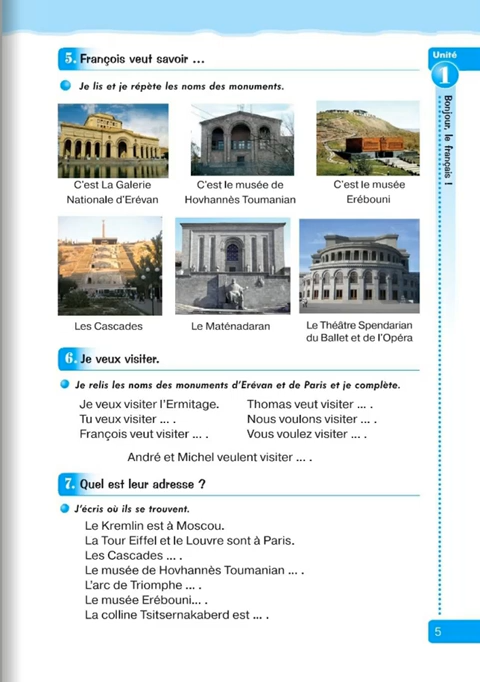 5. François veut savoir ...
Unité
1
Bonjour, le français !
Je lis et je répète les noms des monuments.
C'est La Galerie
Nationale d'Erévan
C'est le musée de
Hovhannès Toumanian
C'est le musée
Erébouni
Les Cascades
Le Maténadaran
Le Théâtre Spendarian
du Ballet et de l'Opéra
6. Je veux visiter.
Je relis les noms des monuments d'Erévan et de Paris et je complète.
Je veux visiter l'Ermitage.
Tu veux visiter ... .
François veut visiter ... .
Thomas veut visiter ... .
Nous voulons visiter ... .
Vous voulez visiter ... .
André et Michel veulent visiter ... .
7. Quel est leur adresse ?
J'écris où ils se trouvent.
Le Kremlin est à Moscou.
La Tour Eiffel et le Louvre sont à Paris.
Les Cascades ... .
Le musée de Hovhannès Toumanian ... .
L'arc de Triomphe ... .
Le musée Erébouni... .
La colline Tsitsernakaberd est ... .
5